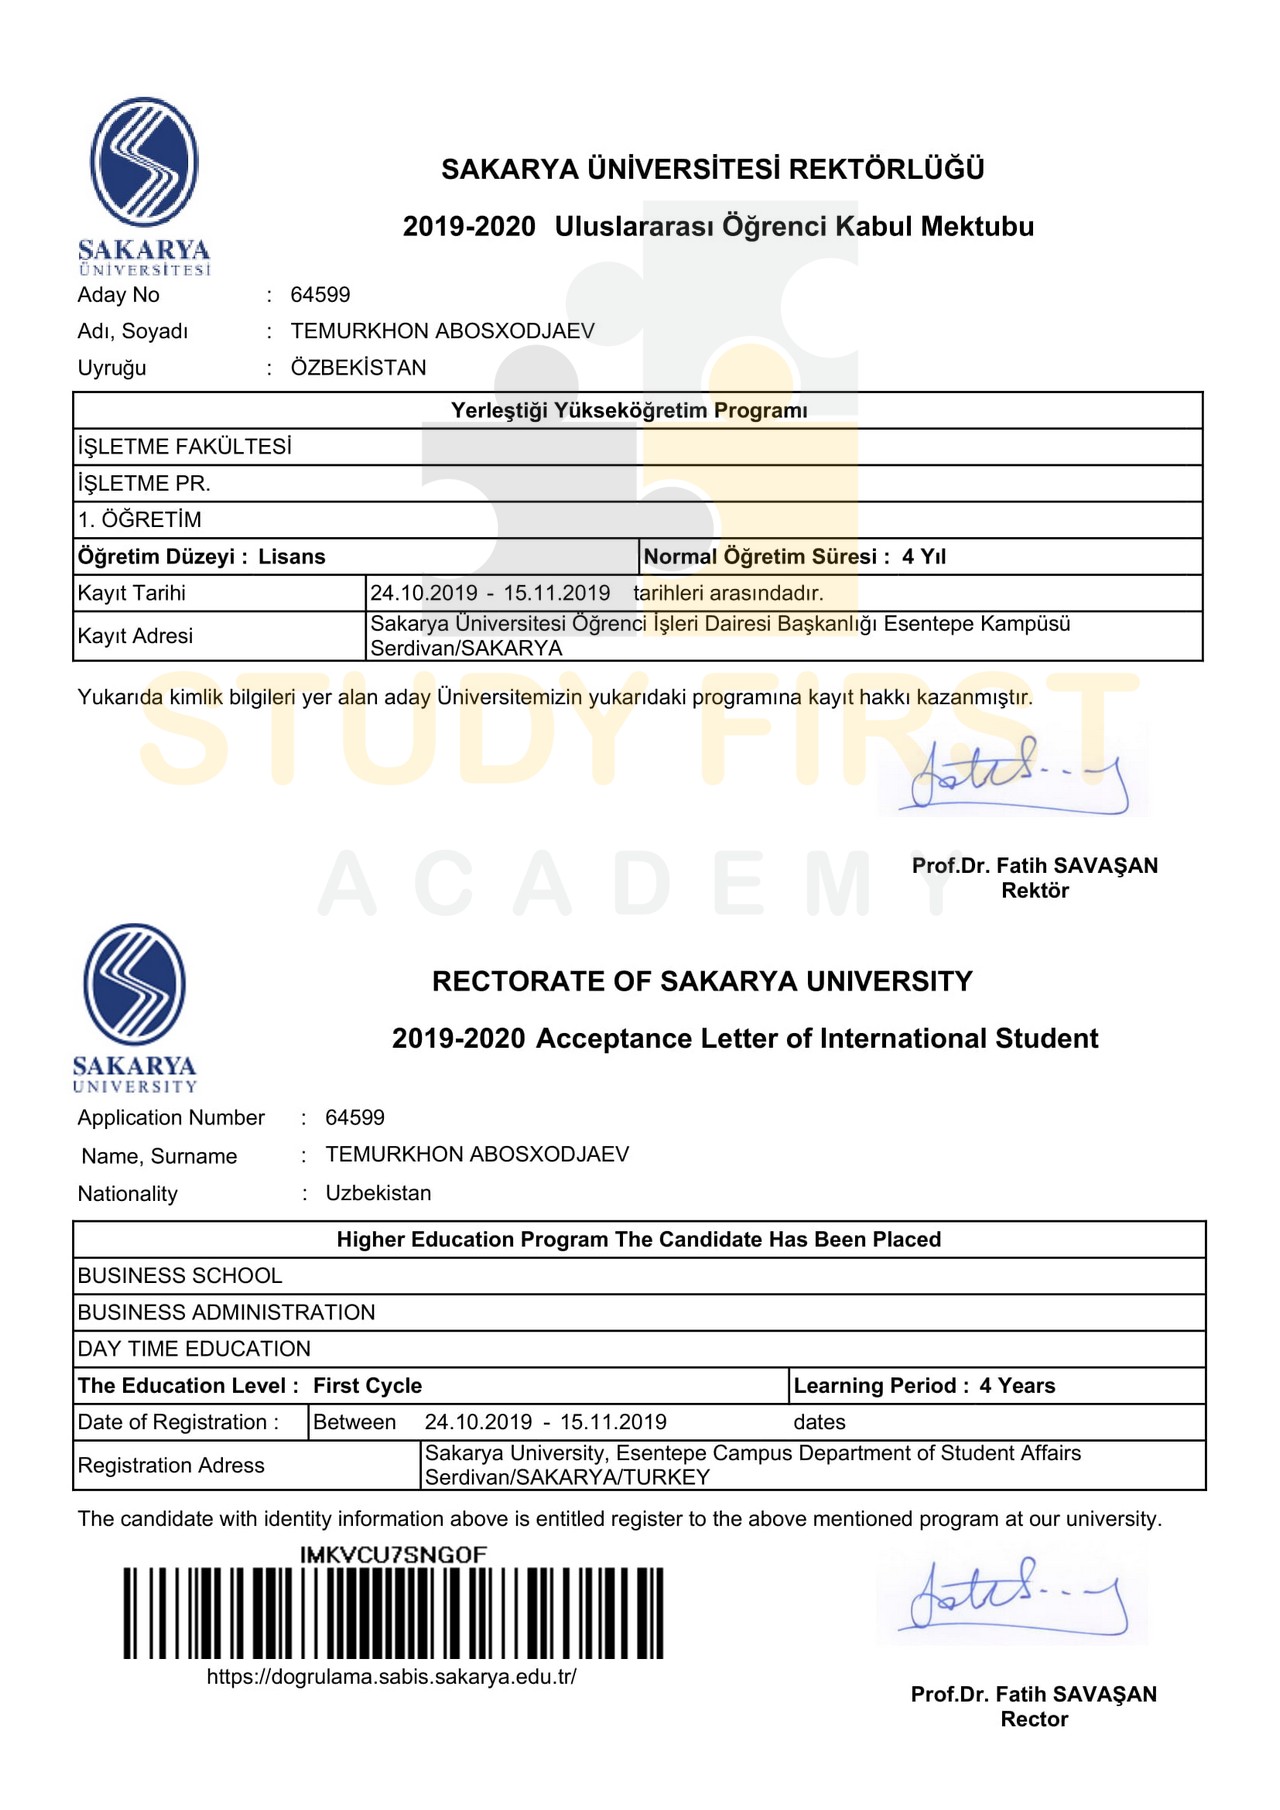 SAKARYA
ÜNİVERSİTESİ
SAKARYA ÜNİVERSİTESİ REKTÖRLÜĞÜ
2019-2020 Uluslararası Öğrenci Kabul Mektubu
Aday No : 64599
Adı, Soyadı : TEMURKHON ABOSXODJAEV
Uyruğu : ÖZBEKİSTAN
Yerleştiği Yükseköğretim Programı
İŞLETME FAKÜLTESİ
İŞLETME PR.
1. ÖĞRETİM
Öğretim Düzeyi : Lisans Normal Öğretim Süresi : 4 Yıl
Kayıt Tarihi 24.10.2019 - 15.11.2019 tarihleri arasındadır.
Kayıt Adresi Sakarya Üniversitesi Öğrenci İşleri Dairesi Başkanlığı Esentepe Kampüsü
Serdivan/SAKARYA
Yukarıda kimlik bilgileri yer alan aday Üniversitemizin yukarıdaki programına kayıt hakkı kazanmıştır.
STUDY FIRST
ACADEMY
Prof.Dr. Fatih SAVAŞAN
Rektör
SAKARYA
UNIVERSITY
RECTORATE OF SAKARYA UNIVERSITY
2019-2020 Acceptance Letter of International Student
Application Number : 64599
Name, Surname : TEMURKHON ABOSXODJAEV
Nationality : Uzbekistan
Higher Education Program The Candidate Has Been Placed
BUSINESS SCHOOL
BUSINESS ADMINISTRATION
DAY TIME EDUCATION
The Education Level : First Cycle Learning Period : 4 Years
Date of Registration : Between 24.10.2019 - 15.11.2019 dates
Registration Adress Sakarya University, Esentepe Campus Department of Student Affairs
Serdivan/SAKARYA/TURKEY
The candidate with identity information above is entitled register to the above mentioned program at our university.
IMKVCU7SNGOF
https://dogrulama.sabis.sakarya.edu.tr/
Prof.Dr. Fatih SAVAŞAN
Rector